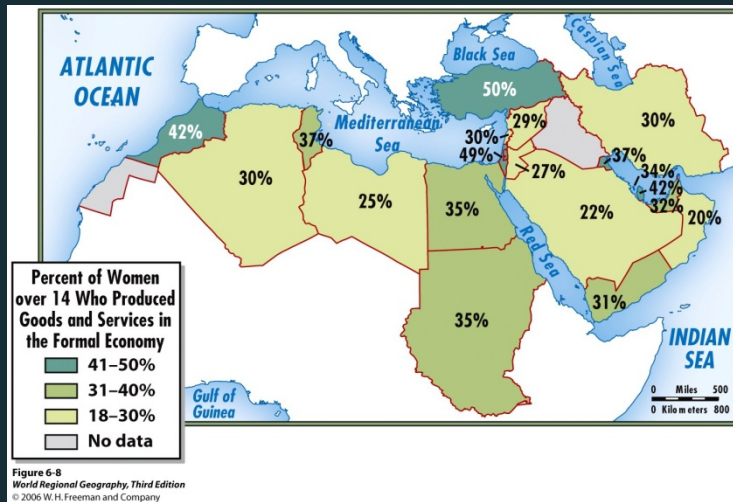 Black Sea
Caspian Sea
ATLANTIC
OCEAN
50%
42%
Mediterranean
Sea
29%
30%
37%
30%
49%
37%
34%
27%
42%
30%
25%
35%
22%
32%
20%
Red Sea
31%
35%
INDIAN
SEA
Percent of Women
over 14 Who Produced
Goods and Services in
the Formal Economy
41–50%
31–40%
18–30%
No data
Gulf of
Guinea
0 Miles 500
0 Kilometers 800
Figure 6-8
World Regional Geography, Third Edition
© 2006 W. H. Freeman and Company